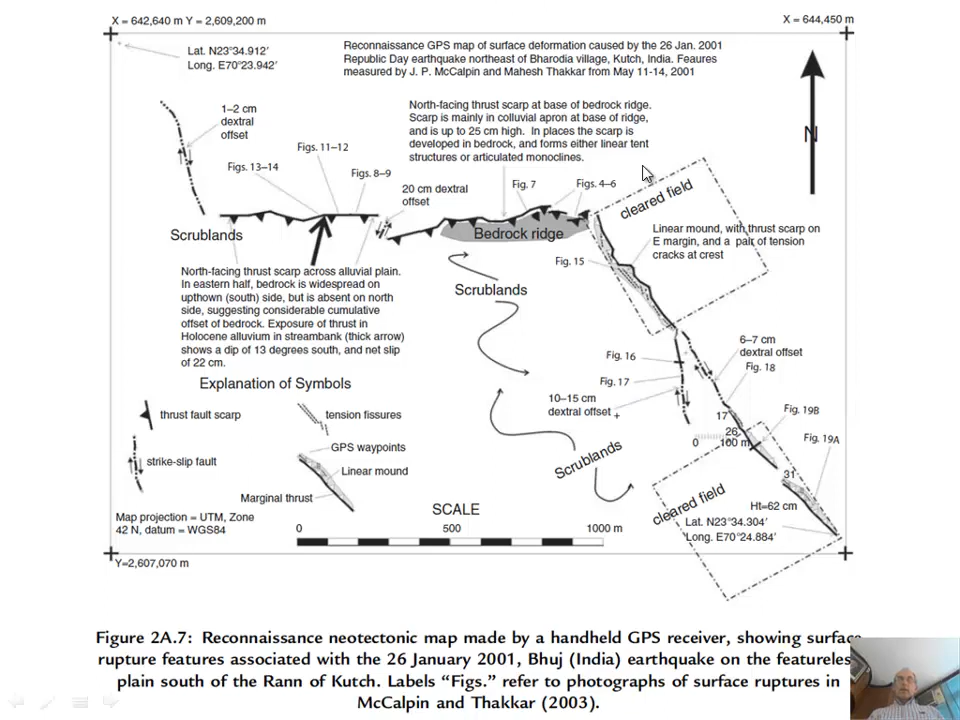 X = 642,640 m Y = 2,609,200 m
X = 644,450 m
Lat. N23°34.912'
Long. E70°23.942'
Reconnaissance GPS map of surface deformation caused by the 26 Jan. 2001
Republic Day earthquake northeast of Bharodia village, Kutch, India. Feaures
measured by J. P. McCalpin and Mahesh Thakkar from May 11-14, 2001
N
1–2 cm
dextral
offset
North-facing thrust scarp at base of bedrock ridge.
Scarp is mainly in colluvial apron at base of ridge,
and is up to 25 cm high. In places the scarp is
developed in bedrock, and forms either linear tent
structures or articulated monoclines.
Figs. 11–12
Figs. 13–14
Figs. 8–9
20 cm dextral
offset
Fig. 7
Figs. 4–6
cleared field
Scrublands
Bedrock ridge
Linear mound, with thrust scarp on
E margin, and a pair of tension
cracks at crest
Fig. 15
North-facing thrust scarp across alluvial plain.
In eastern half, bedrock is widespread on
upthown (south) side, but is absent on north
side, suggesting considerable cumulative
offset of bedrock. Exposure of thrust in
Holocene alluvium in streambank (thick arrow)
shows a dip of 13 degrees south, and net slip
of 22 cm.
Scrublands
6–7 cm
dextral offset
Fig. 16
Fig. 18
Fig. 17
10–15 cm
dextral offset
17
Fig. 19B
26
0 100 m
Fig. 19A
Scrublands
31
cleared field
Ht=62 cm
Lat. N23°34.304'
Long. E70°24.884'
Explanation of Symbols
thrust fault scarp
tension fissures
strike-slip fault
GPS waypoints
Linear mound
Marginal thrust
Map projection = UTM, Zone
42 N, datum = WGS84
SCALE
0 500 1000 m
Y=2,607,070 m
Figure 2A.7: Reconnaissance neotectonic map made by a handheld GPS receiver, showing surface
rupture features associated with the 26 January 2001, Bhuj (India) earthquake on the featureles
plain south of the Rann of Kutch. Labels “Figs.” refer to photographs of surface ruptures in
McCalpin and Thakkar (2003).